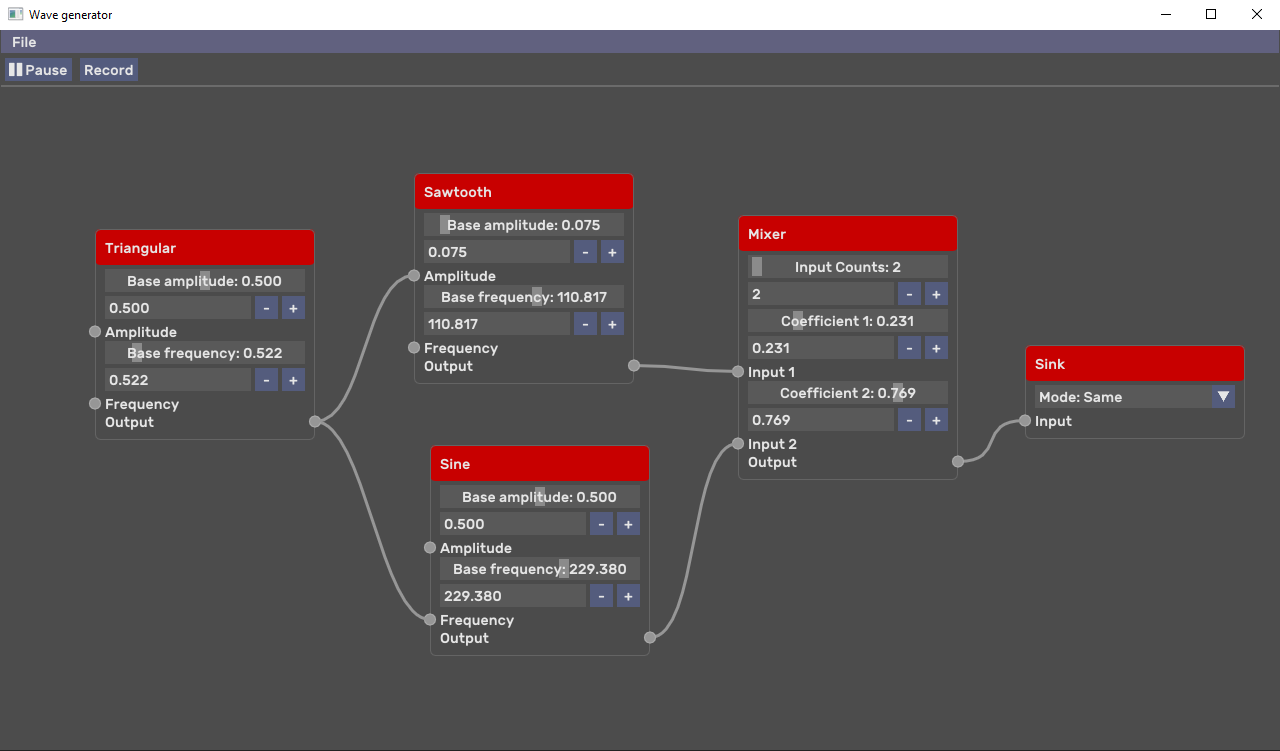 Wave generator
File
Pause Record
Triangular
Base amplitude: 0.500
0.500 - +
Amplitude
Base frequency: 0.522
0.522 - +
Frequency
Output
Sawtooth
Base amplitude: 0.075
0.075 - +
Amplitude
Base frequency: 110.817
110.817 - +
Frequency
Output
Sine
Base amplitude: 0.500
0.500 - +
Amplitude
Base frequency: 229.380
229.380 - +
Frequency
Output
Mixer
Input Counts: 2
2 - +
Coefficient 1: 0.231
0.231 - +
Input 1
Coefficient 2: 0.769
0.769 - +
Input 2
Output
Sink
Mode: Same
Input